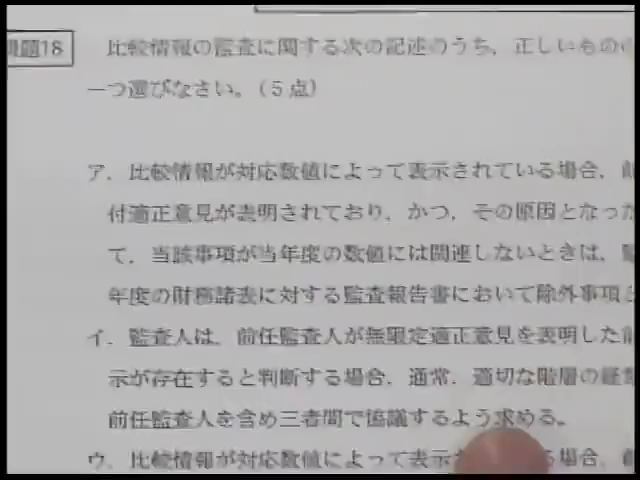 問題18 比較情報の監査に関する次の記述のうち、正しいもの
一つ選びなさい。(5点)
ア. 比較情報が対応数値によって表示されている場合、
付適正意見が表明されており、かつ、その原因となった
て、当該事項が当年度の数値には関連しないときは、
年度の財務諸表に対する監査報告書において除外事項
イ. 監査人は、前任監査人が無限定適正意見を表明した前
示が存在すると判断する場合、通常、適切な階層の経
前任監査人を含め三者間で協議するよう求める。
ウ. 比較情報が対応数値によって表示 る場合、